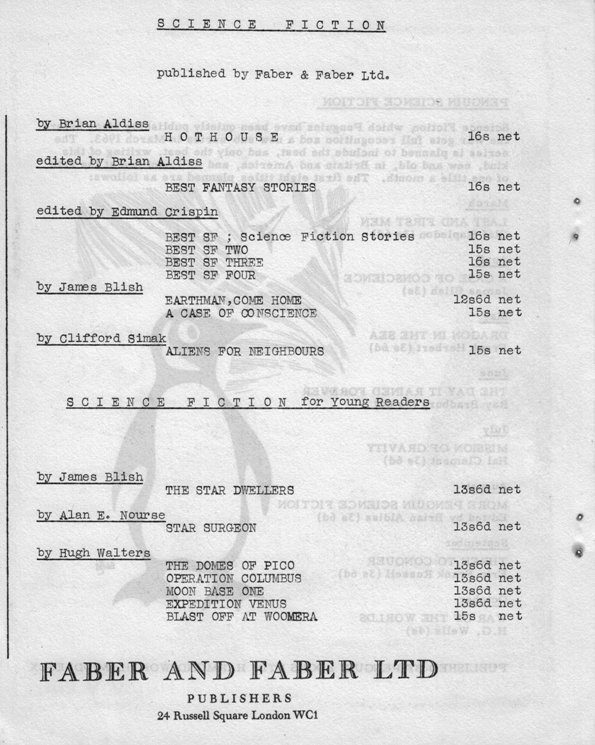 SCIENCE FICTION
published by Faber & Faber Ltd.
by Brian Aldiss
HOTHOUSE 16s net
edited by Brian Aldiss
BEST FANTASY STORIES 16s net
edited by Edmund Crispin
BEST SF ; Science Fiction Stories 16s net
BEST SF TWO 15s net
BEST SF THREE 16s net
BEST SF FOUR 15s net
by James Blish
EARTHMAN,COME HOME 12s6d net
A CASE OF CONSCIENCE 15s net
by Clifford Simak
ALIENS FOR NEIGHBOURS 15s net
SCIENCE FICTION for Young Readers
by James Blish
THE STAR DWELLERS 13s6d net
by Alan E. Nourse
STAR SURGEON 13s6d net
by Hugh Walters
THE DOMES OF PICO 13s6d net
OPERATION COLUMBUS 13s6d net
MOON BASE ONE 13s6d net
EXPEDITION VENUS 13s6d net
BLAST OFF AT WOOMERA 15s net
FABER AND FABER LTD
PUBLISHERS
24 Russell Square London WC1